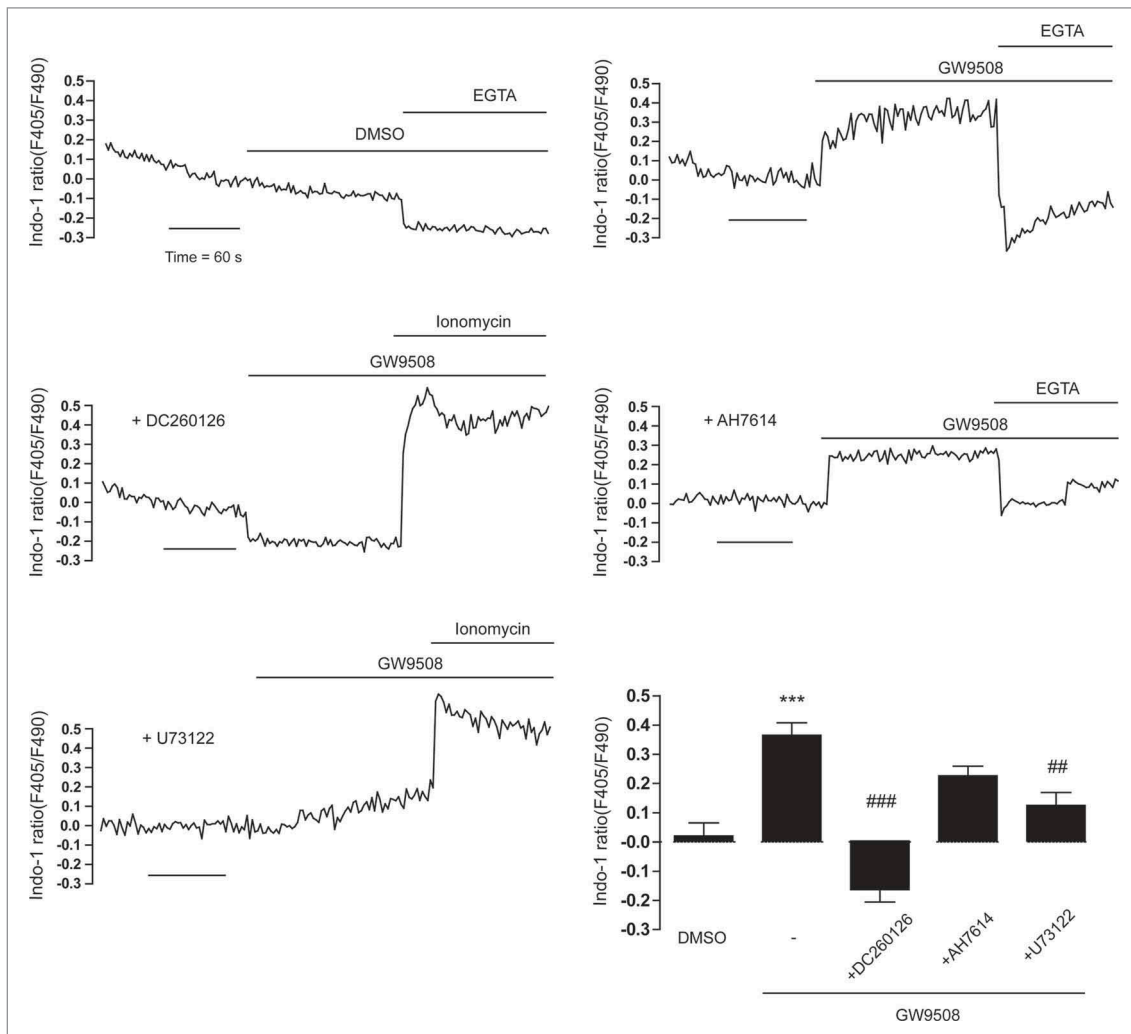 EGTA
DMSO
Indo-1 ratio(F405/F490)
0.5
0.4
0.3
0.2
0.1
0.0
-0.1
-0.2
-0.3
Time = 60 s
EGTA
GW9508
Indo-1 ratio(F405/F490)
0.5
0.4
0.3
0.2
0.1
0.0
-0.1
-0.2
-0.3
Ionomycin
GW9508
+ DC260126
Indo-1 ratio(F405/F490)
0.5
0.4
0.3
0.2
0.1
0.0
-0.1
-0.2
-0.3
EGTA
GW9508
+ AH7614
Indo-1 ratio(F405/F490)
0.5
0.4
0.3
0.2
0.1
0.0
-0.1
-0.2
-0.3
Ionomycin
GW9508
+ U73122
Indo-1 ratio(F405/F490)
0.5
0.4
0.3
0.2
0.1
0.0
-0.1
-0.2
-0.3
Indo-1 ratio(F405/F490)
0.5
0.4
0.3
0.2
0.1
-0.0
-0.1
-0.2
-0.3
***
###
##
DMSO
-
+DC260126
+AH7614
+U73122
GW9508